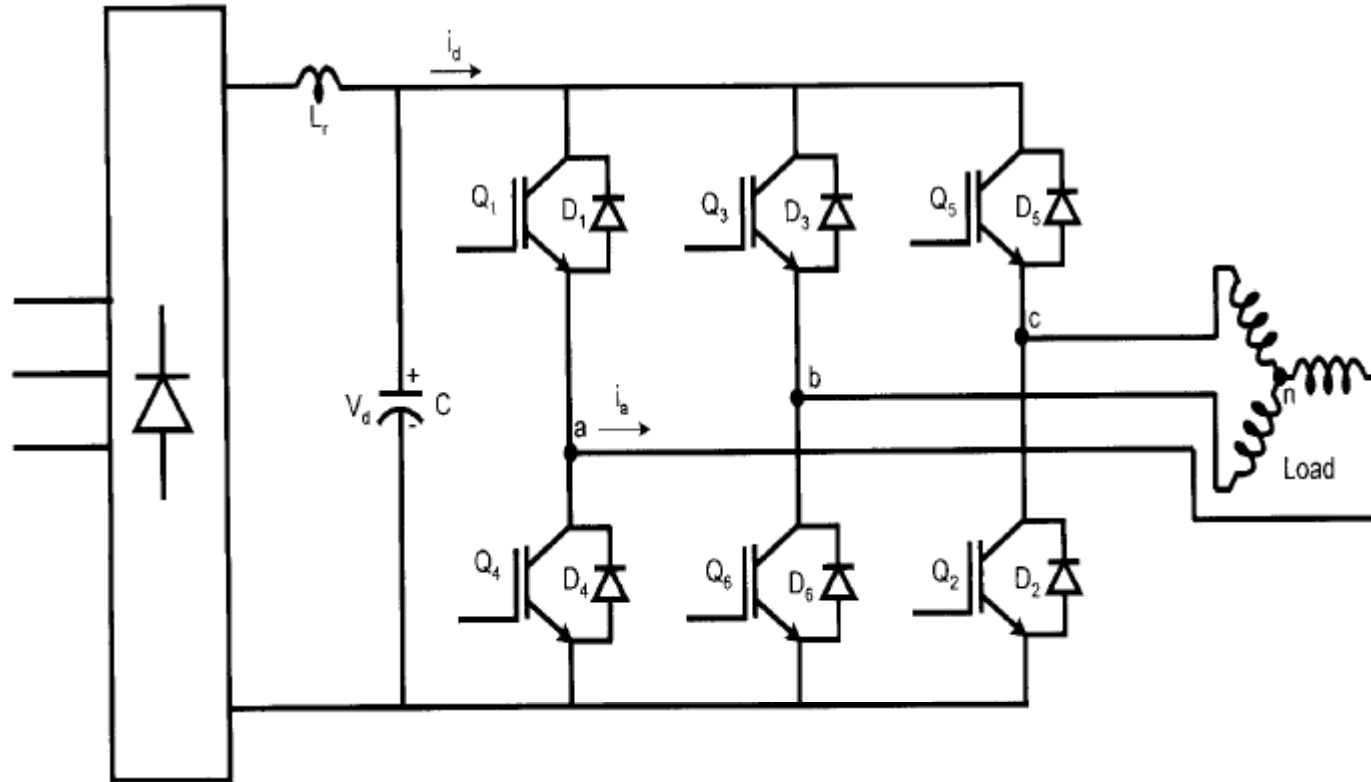 i_d
L_r
Q_1
D_1
Q_3
D_3
Q_5
D_5
c
+
V_d
C
-
b
n
i_a
a
Load
Q_4
D_4
Q_6
D_6
Q_2
D_2